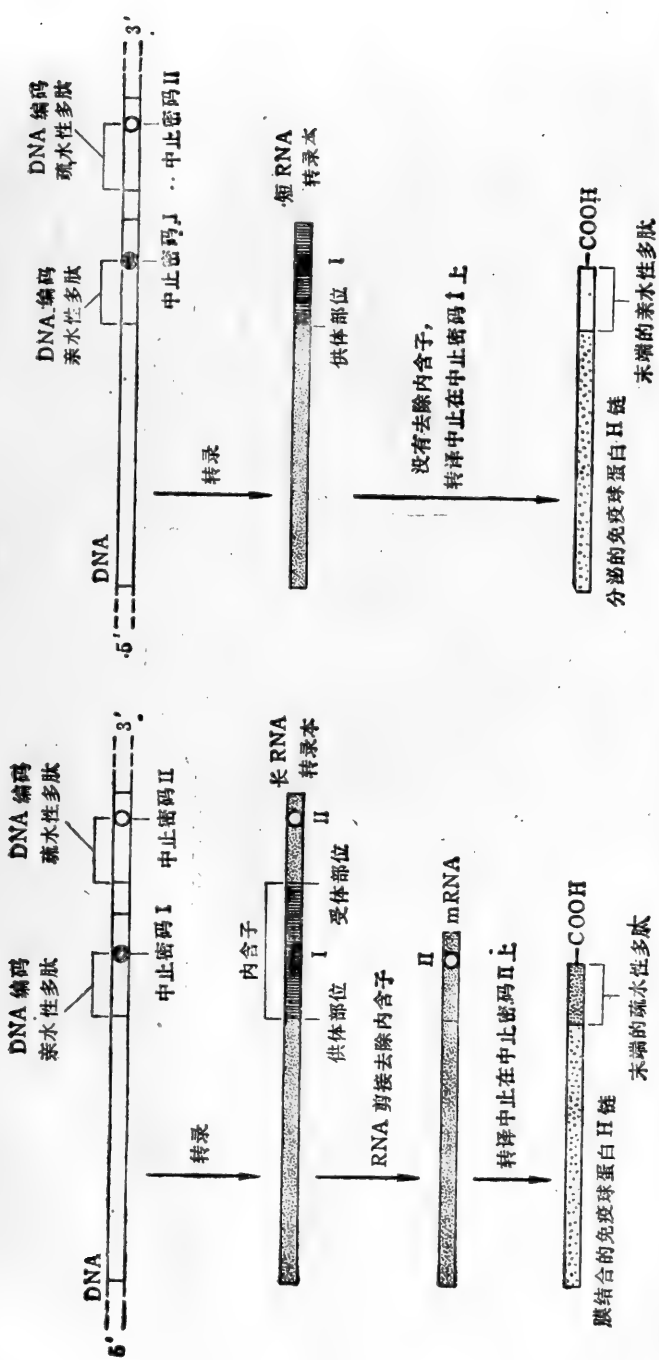 5'
DNA
DNA 编码
亲水性多肽
DNA 编码
疏水性多肽
3'
中止密码 I
中止密码 II
转录
内含子
长 RNA
转录本
供体部位
I
受体部位
II
RNA 剪接去除内含子
II
mRNA
转译中止在中止密码 II 上
COOH
膜结合的免疫球蛋白 H 链
末端的疏水性多肽
5'
DNA
DNA 编码
亲水性多肽
DNA 编码
疏水性多肽
3'
中止密码 I
中止密码 II
转录
短 RNA
转录本
供体部位
I
没有去除内含子,
转译中止在中止密码 I 上
COOH
分泌的免疫球蛋白 H 链
末端的亲水性多肽